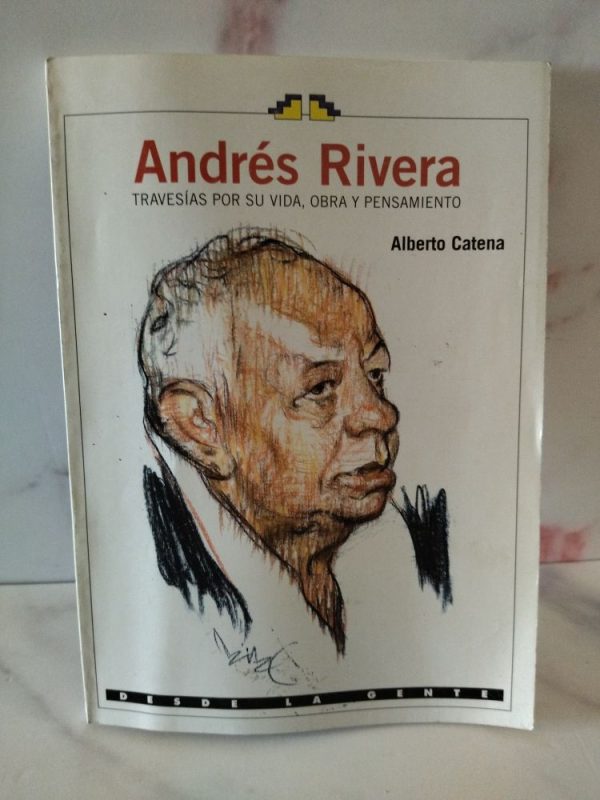 Andrés Rivera
TRAVESÍAS POR SU VIDA, OBRA Y PENSAMIENTO
Alberto Catena
DESDE LA GENTE